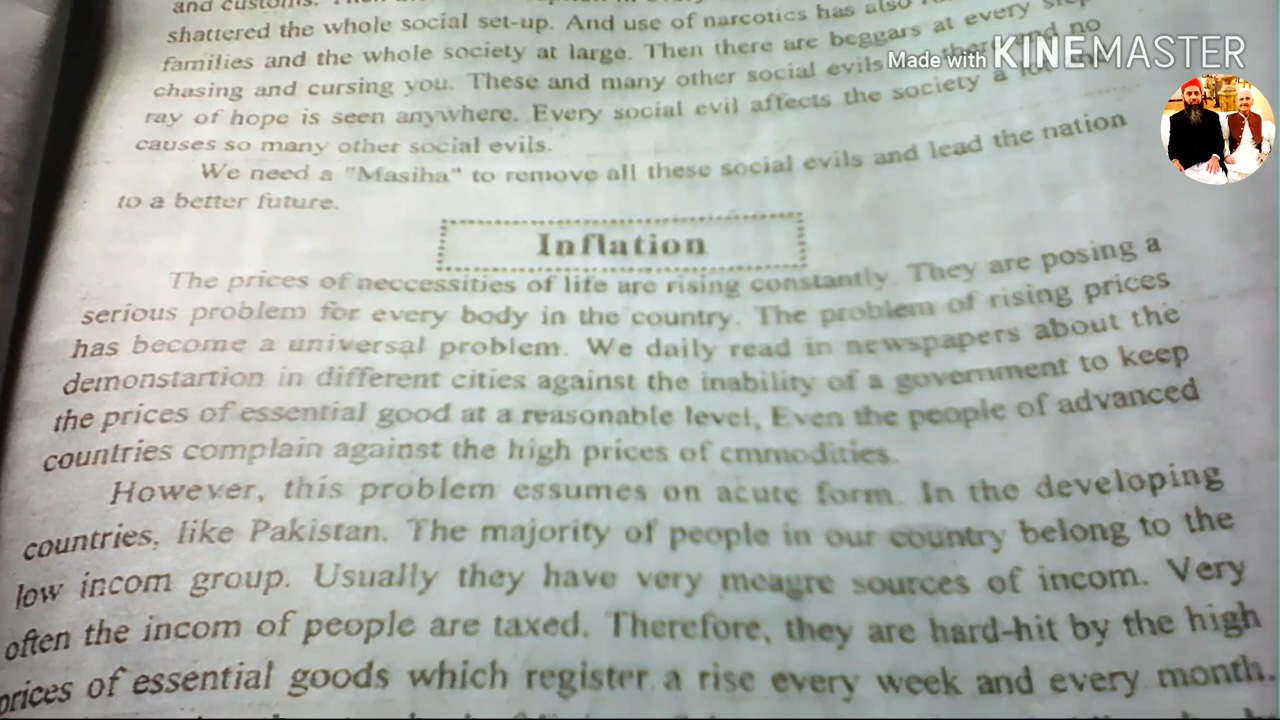 and customs.
shattered the whole social set-up. And use of narcotics has also
families and the whole society at large. Then there are beggars at every step
chasing and cursing you. These and many other social evils and no
ray of hope is seen anywhere. Every social evil affects the society a lot
causes so many other social evils.
We need a "Masiha" to remove all these social evils and lead the nation
to a better future.
Made with KINEMASTER
Inflation
The prices of neccessities of life are rising constantly. They are posing a
serious problem for every body in the country. The problem of rising prices
has become a universal problem. We daily read in newspapers about the
demonstartion in different cities against the inability of a government to keep
the prices of essential good at a reasonable level, Even the people of advanced
countries complain against the high prices of cmmodities.
However, this problem essumes on acute form. In the developing
countries, like Pakistan. The majority of people in our country belong to the
low incom group. Usually they have very meagre sources of incom. Very
often the incom of people are taxed. Therefore, they are hard-hit by the high
prices of essential goods which register a rise every week and every month.